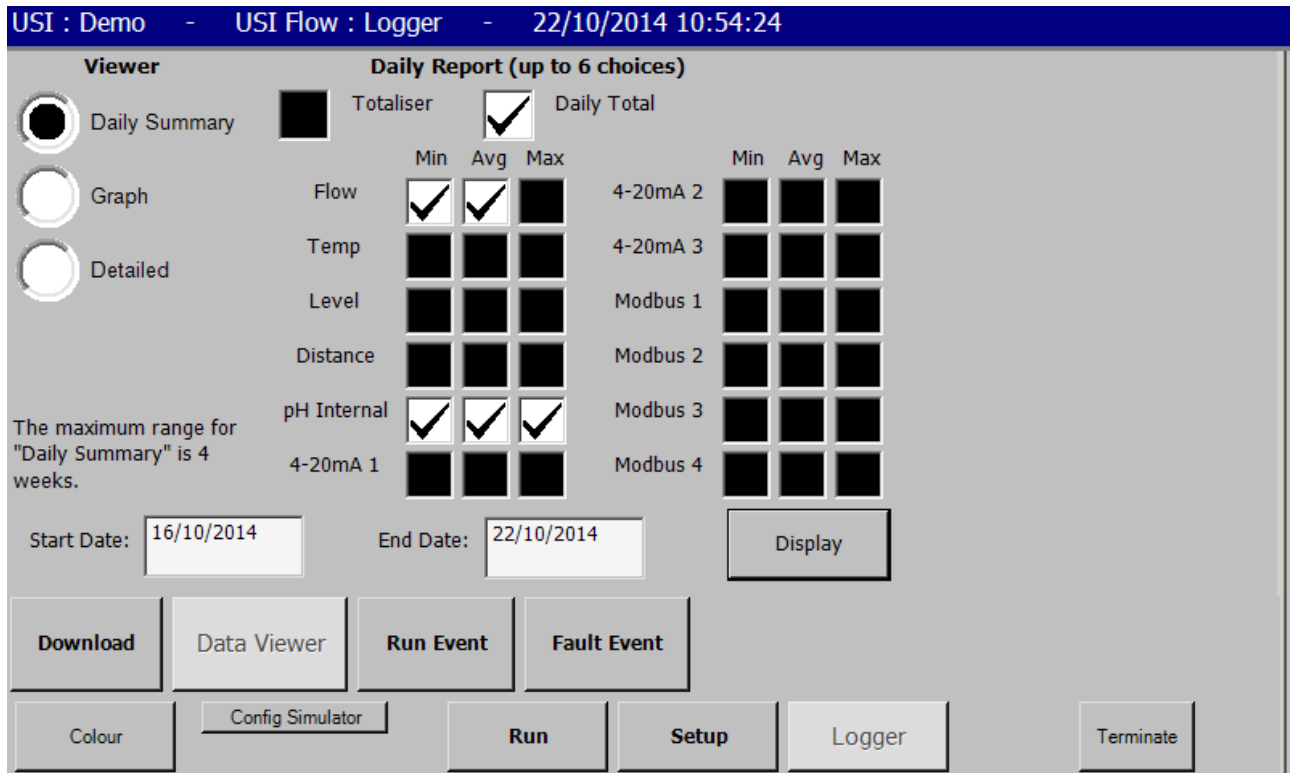 USI : Demo - USI Flow : Logger - 22/10/2014 10:54:24
Viewer Daily Report (up to 6 choices)
Daily Summary Totaliser Daily Total
Min Avg Max Min Avg Max
Graph Flow 4-20mA 2
Temp 4-20mA 3
Detailed
Level Modbus 1
Distance Modbus 2
pH Internal Modbus 3
The maximum range for
"Daily Summary" is 4
weeks.
4-20mA 1 Modbus 4
Start Date: 16/10/2014 End Date: 22/10/2014 Display
Download Data Viewer Run Event Fault Event
Colour Config Simulator Run Setup Logger Terminate